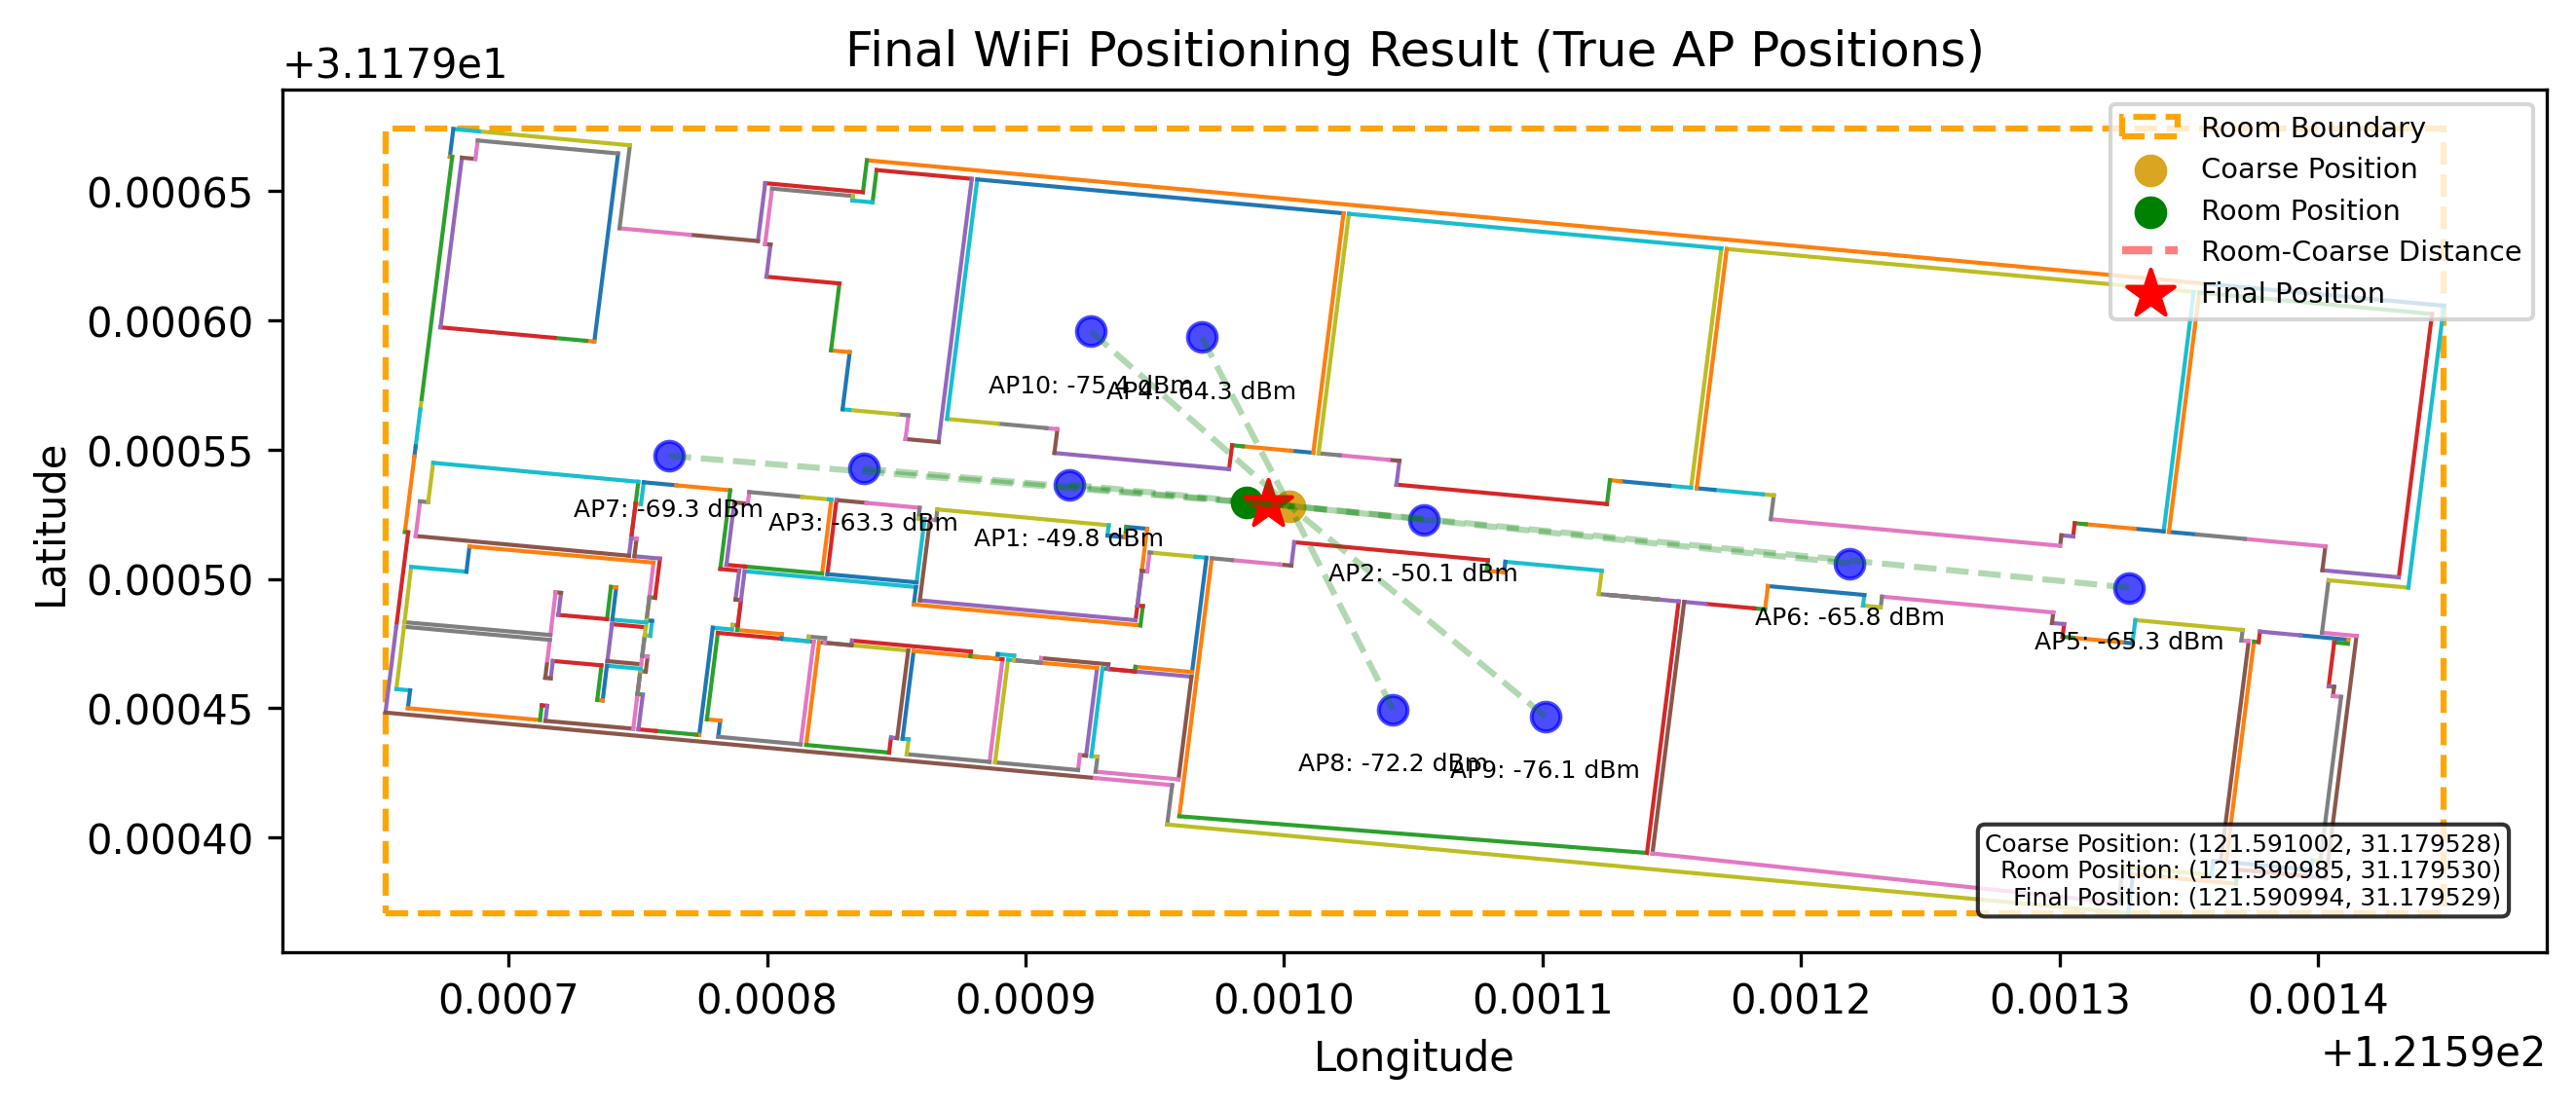 Final WiFi Positioning Result (True AP Positions)
+3.1179e1
Room Boundary
Coarse Position
Room Position
Room-Coarse Distance
Final Position
0.00065
0.00060
0.00055
0.00050
0.00045
0.00040
Latitude
AP10: -75.4 dBm
AP4: -64.3 dBm
AP7: -69.3 dBm
AP3: -63.3 dBm
AP1: -49.8 dBm
AP2: -50.1 dBm
AP6: -65.8 dBm
AP5: -65.3 dBm
AP8: -72.2 dBm
AP9: -76.1 dBm
Coarse Position: (121.591002, 31.179528)
Room Position: (121.590985, 31.179530)
Final Position: (121.590994, 31.179529)
0.0007
0.0008
0.0009
0.0010
0.0011
0.0012
0.0013
0.0014
Longitude
+1.2159e2